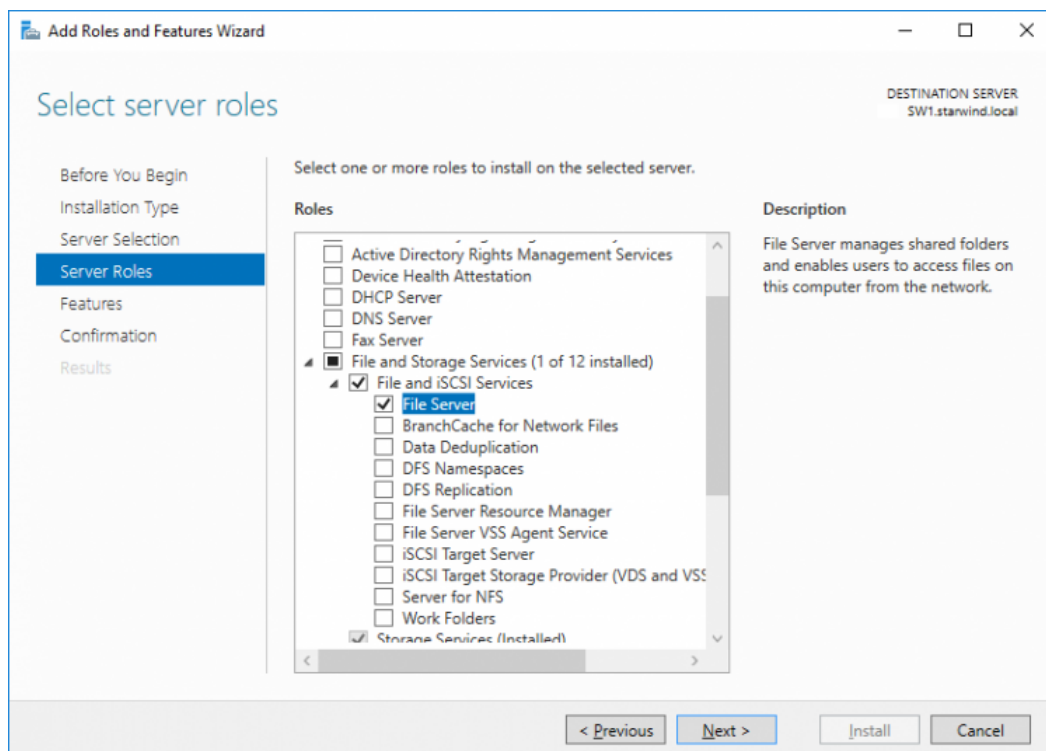 Add Roles and Features Wizard
Select server roles
DESTINATION SERVER
SW1.starwind.local
Before You Begin
Installation Type
Server Selection
Server Roles
Features
Confirmation
Results
Select one or more roles to install on the selected server.
Roles
Active Directory Rights Management Services
Device Health Attestation
DHCP Server
DNS Server
Fax Server
File and Storage Services (1 of 12 installed)
File and iSCSI Services
File Server
BranchCache for Network Files
Data Deduplication
DFS Namespaces
DFS Replication
File Server Resource Manager
File Server VSS Agent Service
iSCSI Target Server
iSCSI Target Storage Provider (VDS and VSS
Server for NFS
Work Folders
Storage Services (Installed)
Description
File Server manages shared folders
and enables users to access files on
this computer from the network.
< Previous
Next >
Install
Cancel